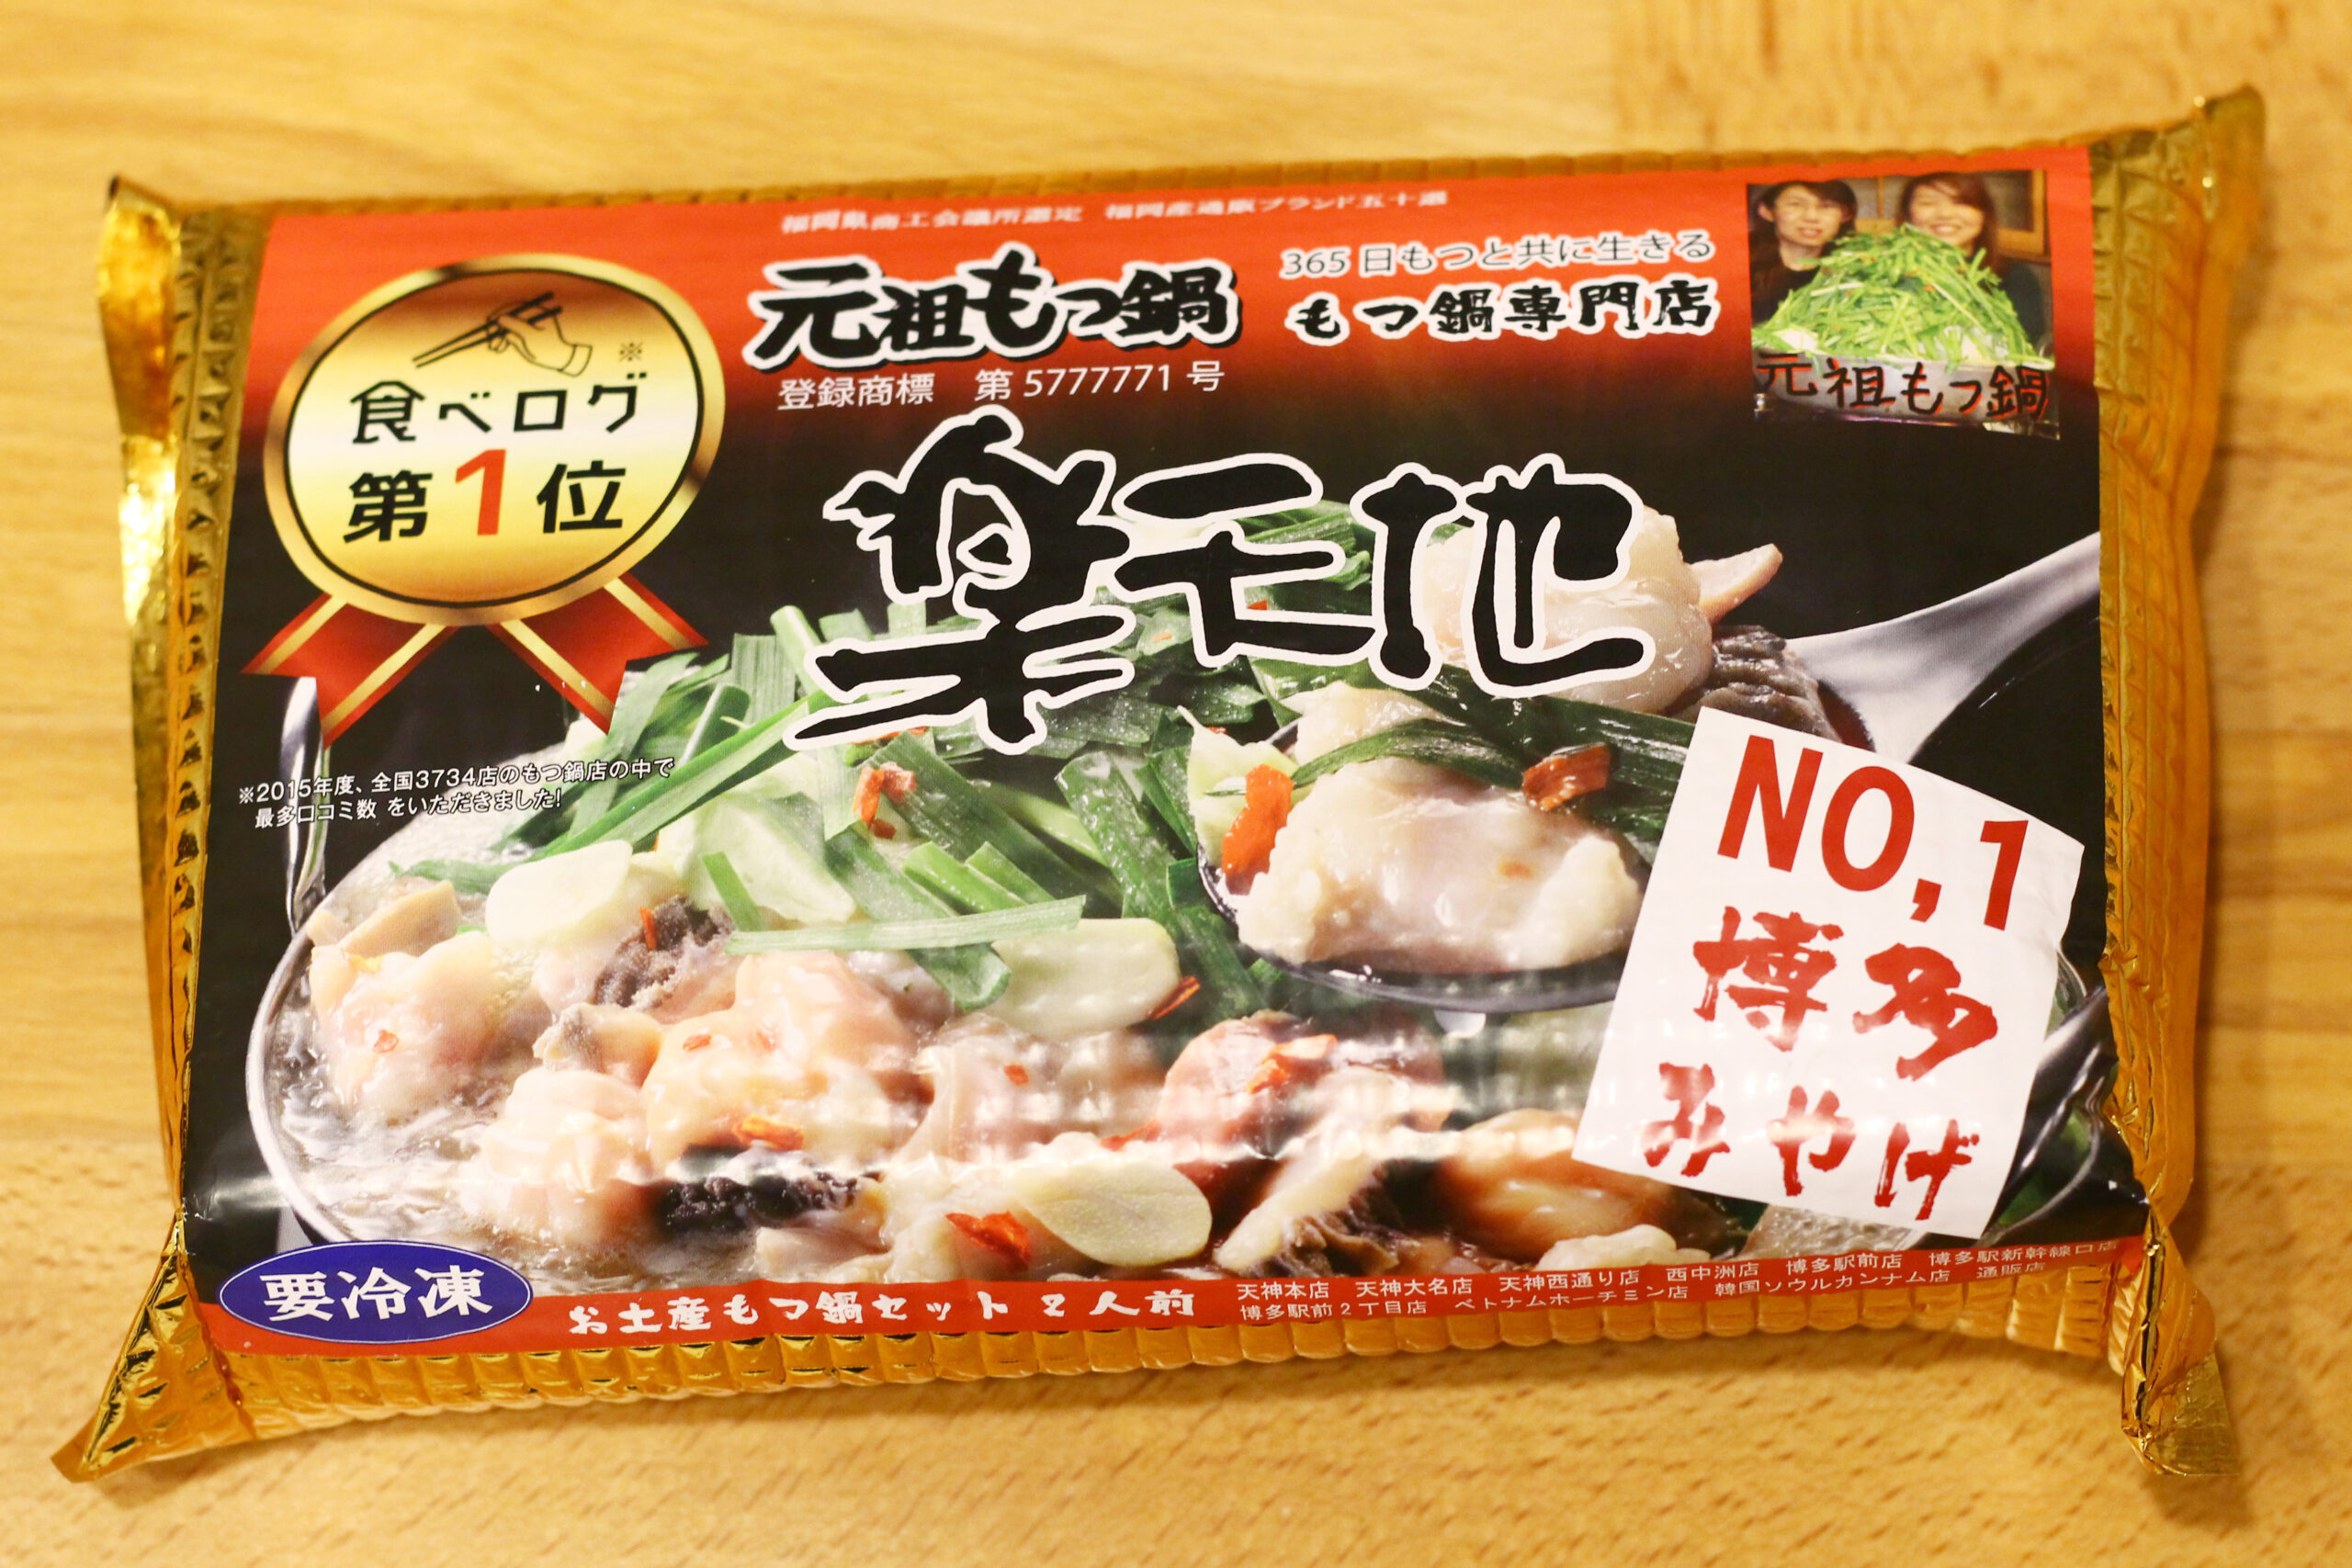 福岡県商工会議所選定 福岡産通販ブランド五十選
元祖もつ鍋
登録商標 第5777771号
365日もつと共に生きる
もつ鍋専門店
元祖もつ鍋
※
食べログ
第1位
楽天地
※2015年度、全国3734店のもつ鍋店の中で
最多口コミ数 をいただきました!
NO,1
博多
みやげ
要冷凍
お土産もつ鍋セット2人前
天神本店 天神大名店 天神西通り店 西中洲店 博多駅前店 博多駅新幹線口店
博多駅前2丁目店 ベトナムホーチミン店 韓国ソウルカンナム店 通販店